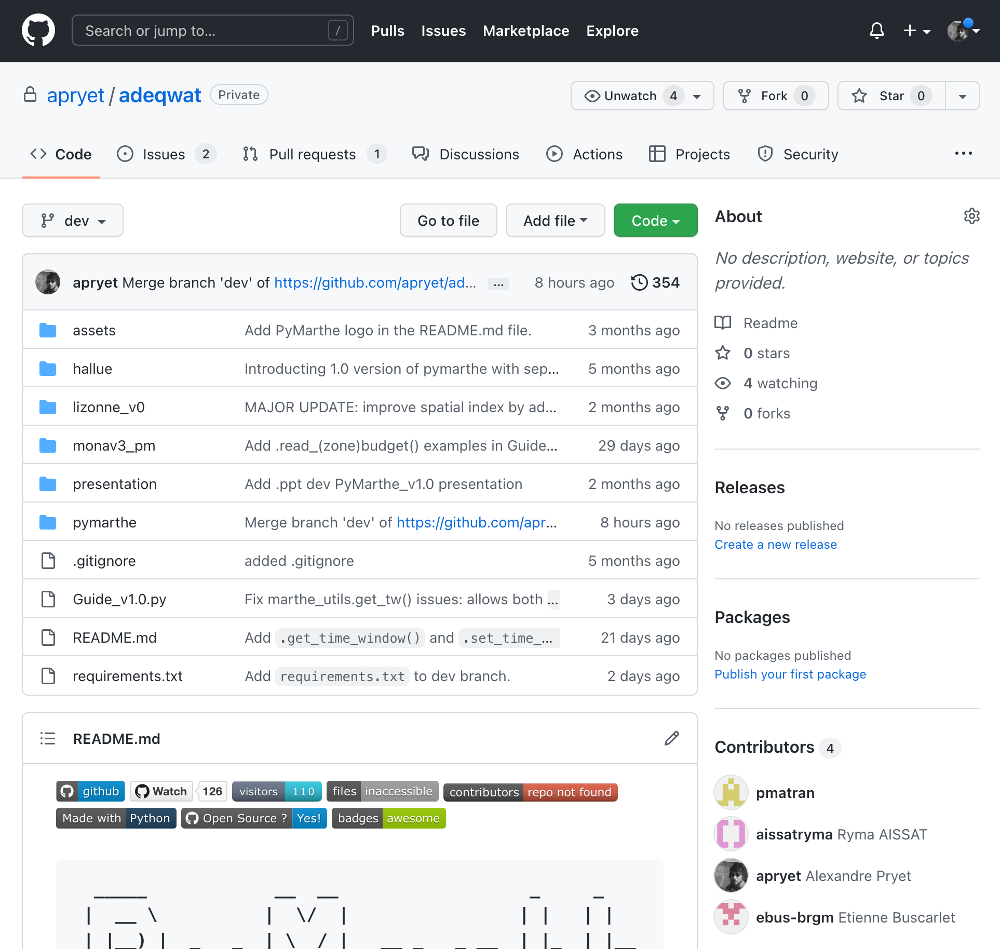 Search or jump to... /
Pulls Issues Marketplace Explore
apryet / adeqwat Private
Unwatch 4 Fork 0 Star 0
Code Issues 2 Pull requests 1 Discussions Actions Projects Security ...
dev Go to file Add file Code
apryet Merge branch 'dev' of https://github.com/apryet/ad... ... 8 hours ago 354
assets Add PyMarthe logo in the README.md file. 3 months ago
hallue Introducting 1.0 version of pymarthe with sep... 5 months ago
lizonne_v0 MAJOR UPDATE: improve spatial index by ad... 2 months ago
monav3_pm Add .read_(zone)budget() examples in Guide... 29 days ago
presentation Add .ppt dev PyMarthe_v1.0 presentation 2 months ago
pymarthe Merge branch 'dev' of https://github.com/apr... 8 hours ago
.gitignore added .gitignore 5 months ago
Guide_v1.0.py Fix marthe_utils.get_tw() issues: allows both ... 3 days ago
README.md Add .get_time_window() and .set_time_... 21 days ago
requirements.txt Add requirements.txt to dev branch. 2 days ago
README.md
github Watch 126 visitors 110 files inaccessible contributors repo not found
Made with Python Open Source ? Yes! badges awesome
About
No description, website, or topics
provided.
Readme
0 stars
4 watching
0 forks
Releases
No releases published
Create a new release
Packages
No packages published
Publish your first package
Contributors 4
pmatran
aissatryma Ryma AISSAT
apryet Alexandre Pryet
ebus-brgm Etienne Buscarlet